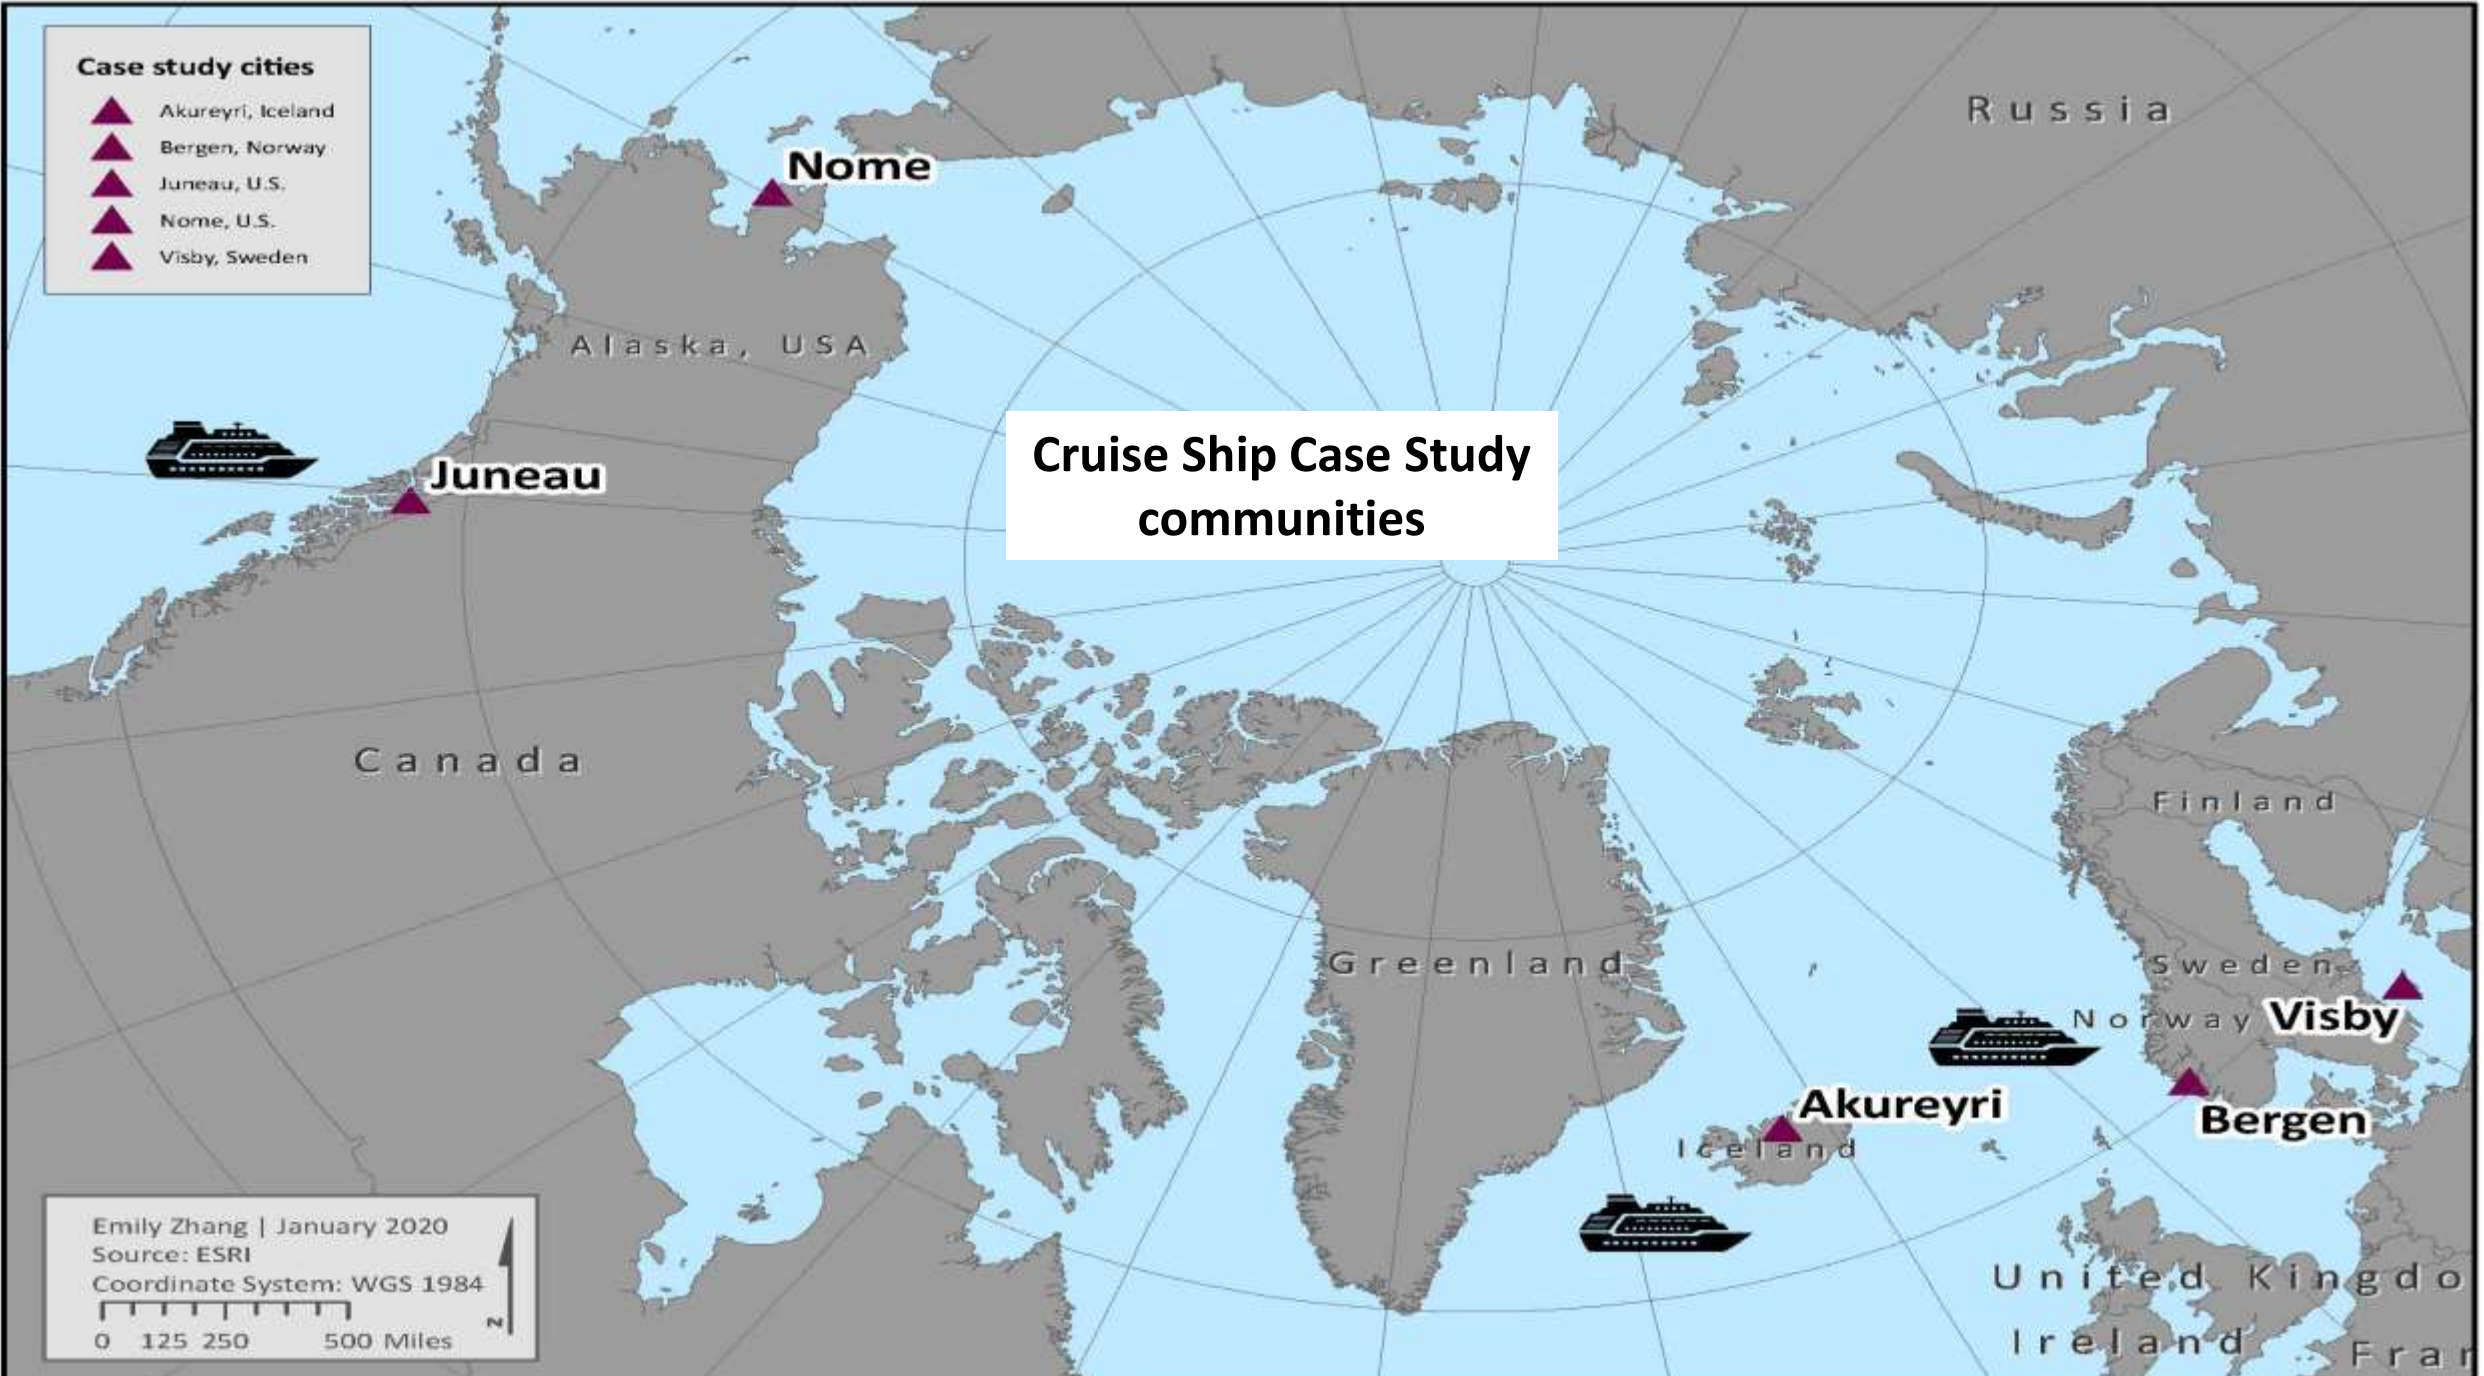 Case study cities
Akureyri, Iceland
Bergen, Norway
Juneau, U.S.
Nome, U.S.
Visby, Sweden
Russia
Nome
Alaska, USA
Cruise Ship Case Study
communities
Juneau
Canada
Finland
Greenland
Sweden
Norway
Visby
Akureyri
Iceland
Bergen
United Kingdo
Ireland
Fran
Emily Zhang | January 2020
Source: ESRI
Coordinate System: WGS 1984
0 125 250 500 Miles
N